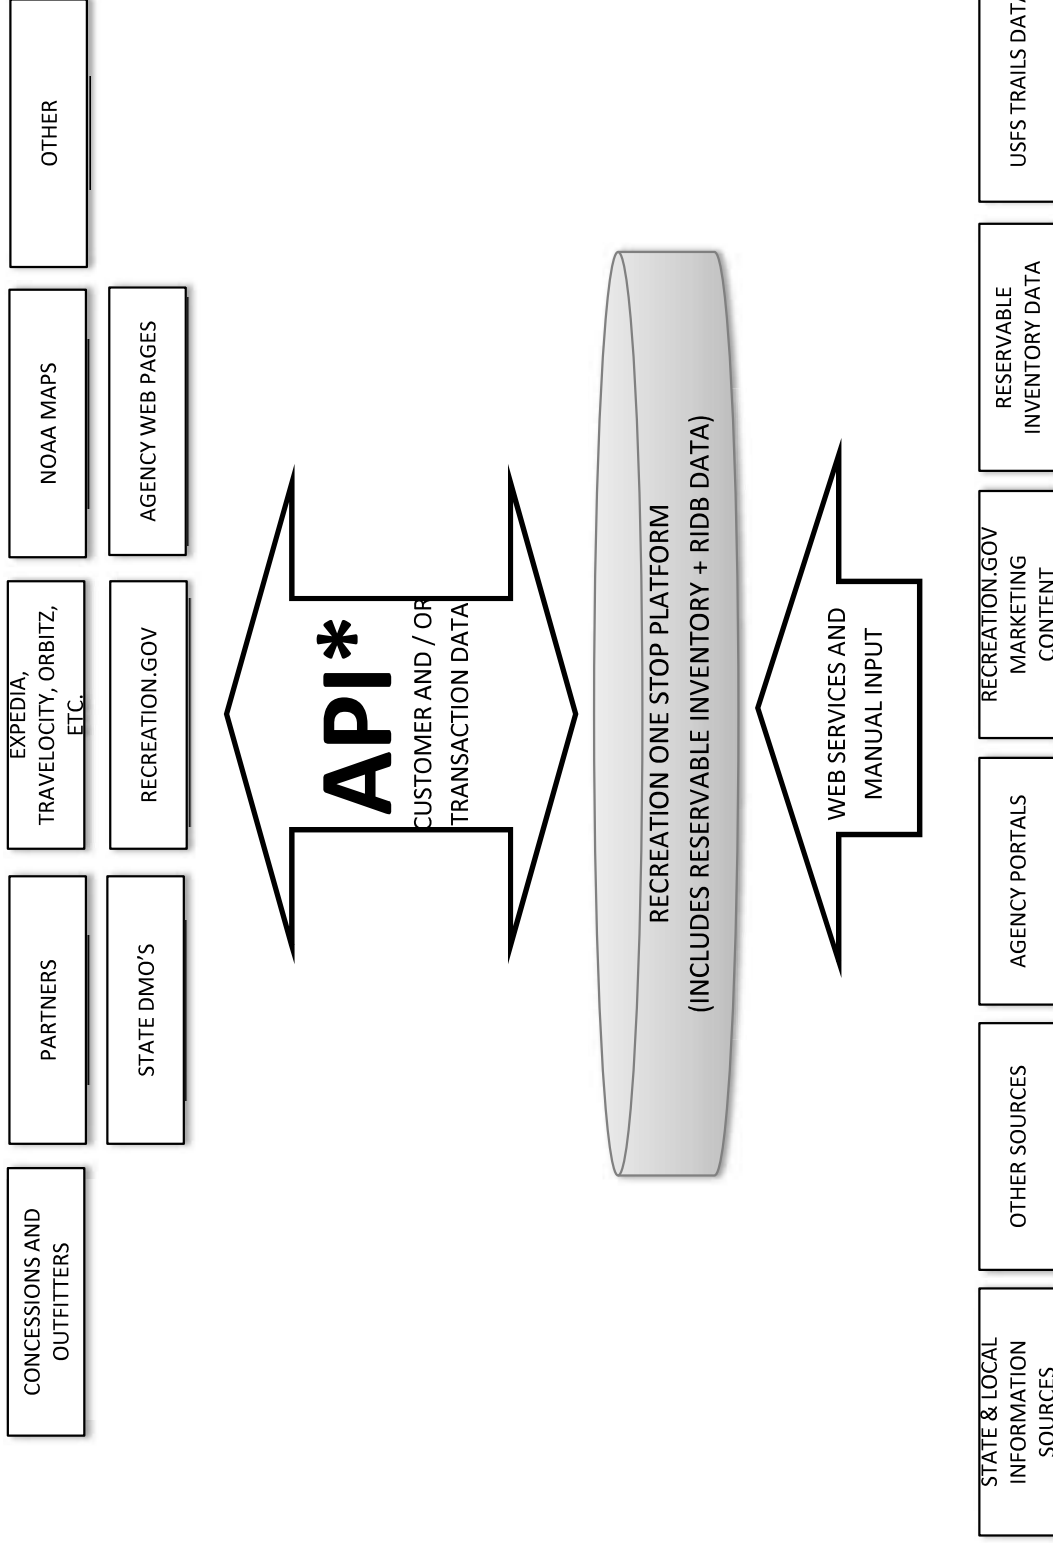 CONCESSIONS AND
OUTFITTERS
PARTNERS
EXPEDIA,
TRAVELOCITY, ORBITZ,
ETC.
NOAA MAPS
OTHER
STATE DMO’S
RECREATION.GOV
AGENCY WEB PAGES
API*
CUSTOMER AND / OR
TRANSACTION DATA
RECREATION ONE STOP PLATFORM
(INCLUDES RESERVABLE INVENTORY + RIDB DATA)
WEB SERVICES AND
MANUAL INPUT
STATE & LOCAL
INFORMATION
SOURCES
OTHER SOURCES
AGENCY PORTALS
RECREATION.GOV
MARKETING
CONTENT
RESERVABLE
INVENTORY DATA
USFS TRAILS DATA